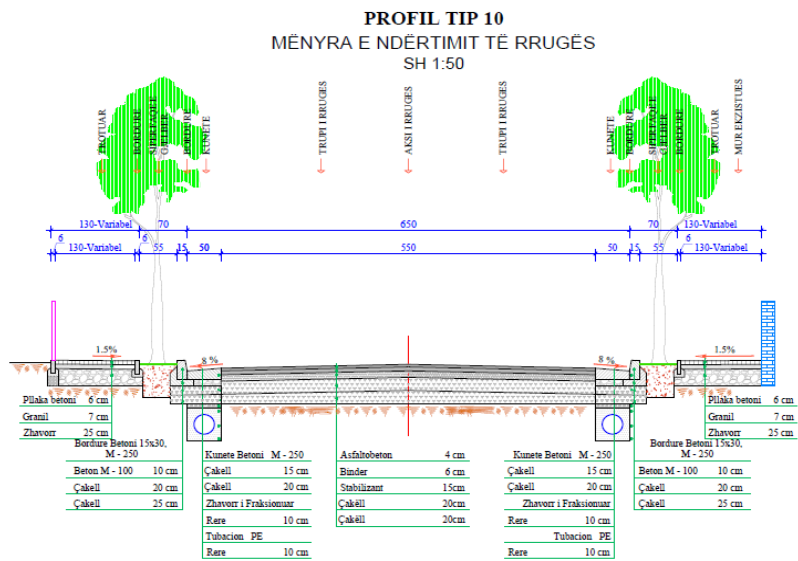 PROFIL TIP 10
MËNYRA E NDËRTIMIT TË RRUGËS
SH 1:50
TROTUAR
BORDURE
SIPERFAQE E
GJELBER
BORDURE
KUNETE
TRUPI I RRUGES
AKSI I RRUGES
TRUPI I RRUGES
KUNETE
BORDURE
SIPERFAQE E
GJELBER
BORDURE
TROTUAR
MUR EKZISTUES
130-Variabel 70 650 70 130-Variabel
6 130-Variabel 6 55 15 50 550 50 15 55 6 130-Variabel
1.5% 8 % 8 % 1.5%
Pllaka betoni 6 cm
Granil 7 cm
Zhavorr 25 cm
Bordure Betoni 15x30,
M - 250
Beton M - 100 10 cm
Çakell 20 cm
Çakell 25 cm
Kunete Betoni M - 250
Çakell 15 cm
Çakell 20 cm
Zhavorr i Fraksionuar
Rere 10 cm
Tubacion PE
Rere 10 cm
Asfaltobeton 4 cm
Binder 6 cm
Stabilizant 15cm
Çakëll 20cm
Çakëll 20cm
Kunete Betoni M - 250
Çakell 15 cm
Çakell 20 cm
Zhavorr i Fraksionuar
Rere 10 cm
Tubacion PE
Rere 10 cm
Bordure Betoni 15x30,
M - 250
Beton M - 100 10 cm
Çakell 20 cm
Çakell 25 cm
Pllaka betoni 6 cm
Granil 7 cm
Zhavorr 25 cm